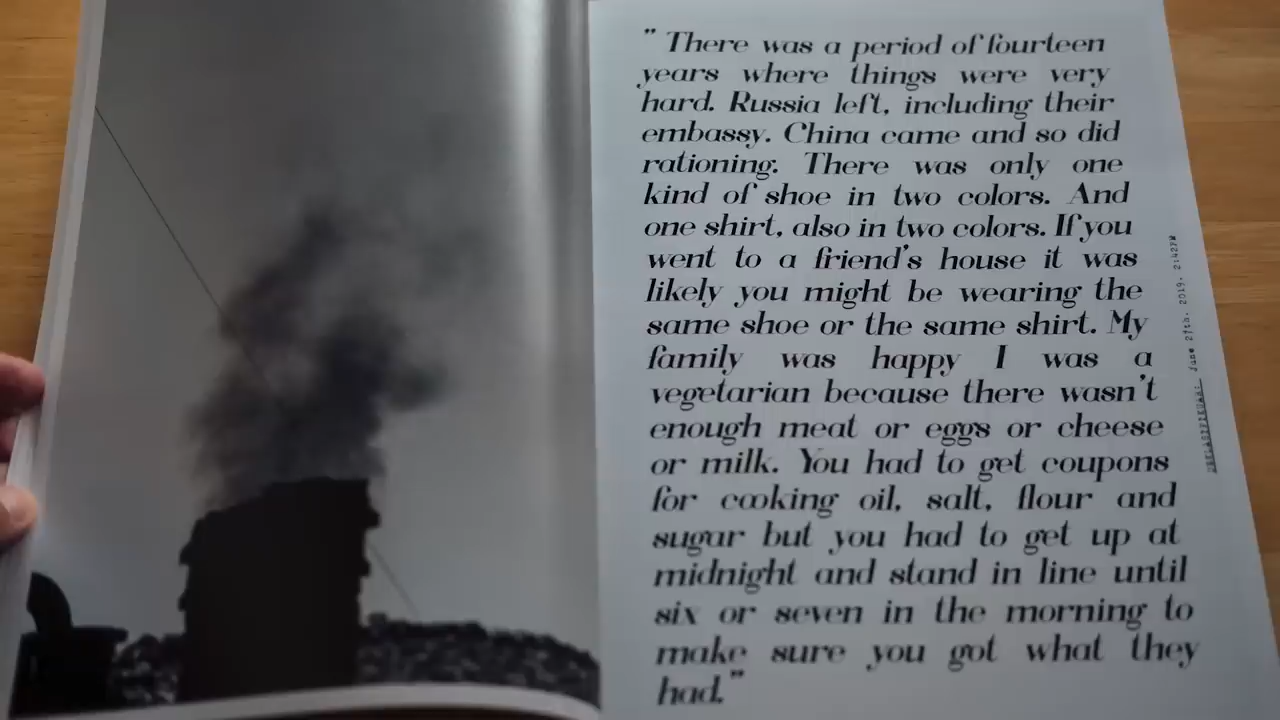 ” There was a period of fourteen
years where things were very
hard. Russia left, including their
embassy. China came and so did
rationing. There was only one
kind of shoe in two colors. And
one shirt, also in two colors. If you
went to a friend’s house it was
likely you might be wearing the
same shoe or the same shirt. My
family was happy I was a
vegetarian because there wasn’t
enough meat or eggs or cheese
or milk. You had to get coupons
for cooking oil, salt, flour and
sugar but you had to get up at
midnight and stand in line until
six or seven in the morning to
make sure you got what they
had.”
June 27th, 2019, 2:42PM